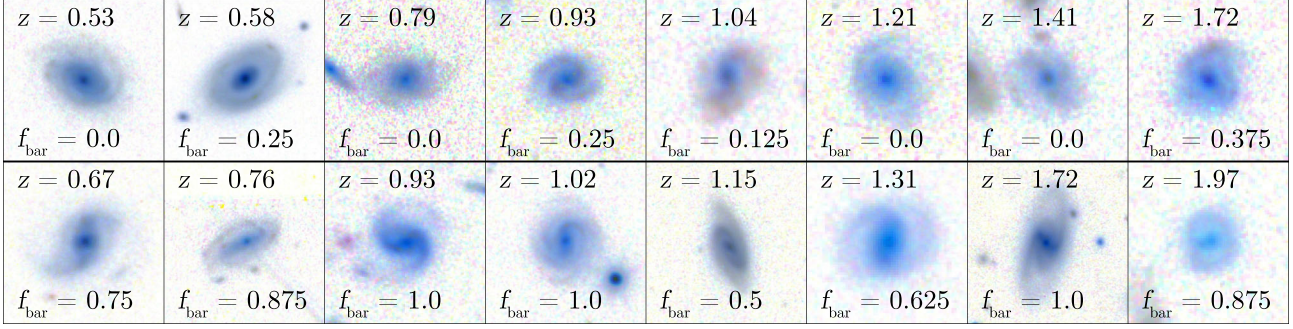 z = 0.53
f_bar = 0.0
z = 0.58
f_bar = 0.25
z = 0.79
f_bar = 0.0
z = 0.93
f_bar = 0.25
z = 1.04
f_bar = 0.125
z = 1.21
f_bar = 0.0
z = 1.41
f_bar = 0.0
z = 1.72
f_bar = 0.375
z = 0.67
f_bar = 0.75
z = 0.76
f_bar = 0.875
z = 0.93
f_bar = 1.0
z = 1.02
f_bar = 1.0
z = 1.15
f_bar = 0.5
z = 1.31
f_bar = 0.625
z = 1.72
f_bar = 1.0
z = 1.97
f_bar = 0.875